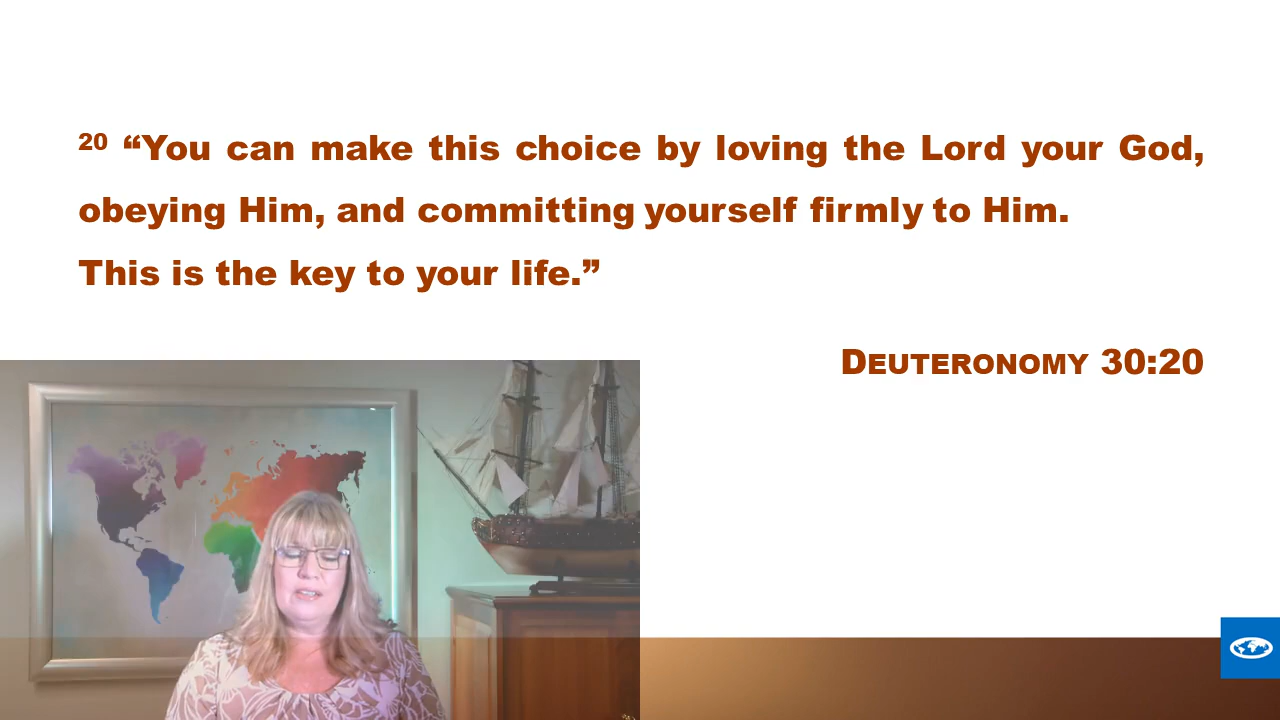 20 “You can make this choice by loving the Lord your God,
obeying Him, and committing yourself firmly to Him.
This is the key to your life.”
DEUTERONOMY 30:20